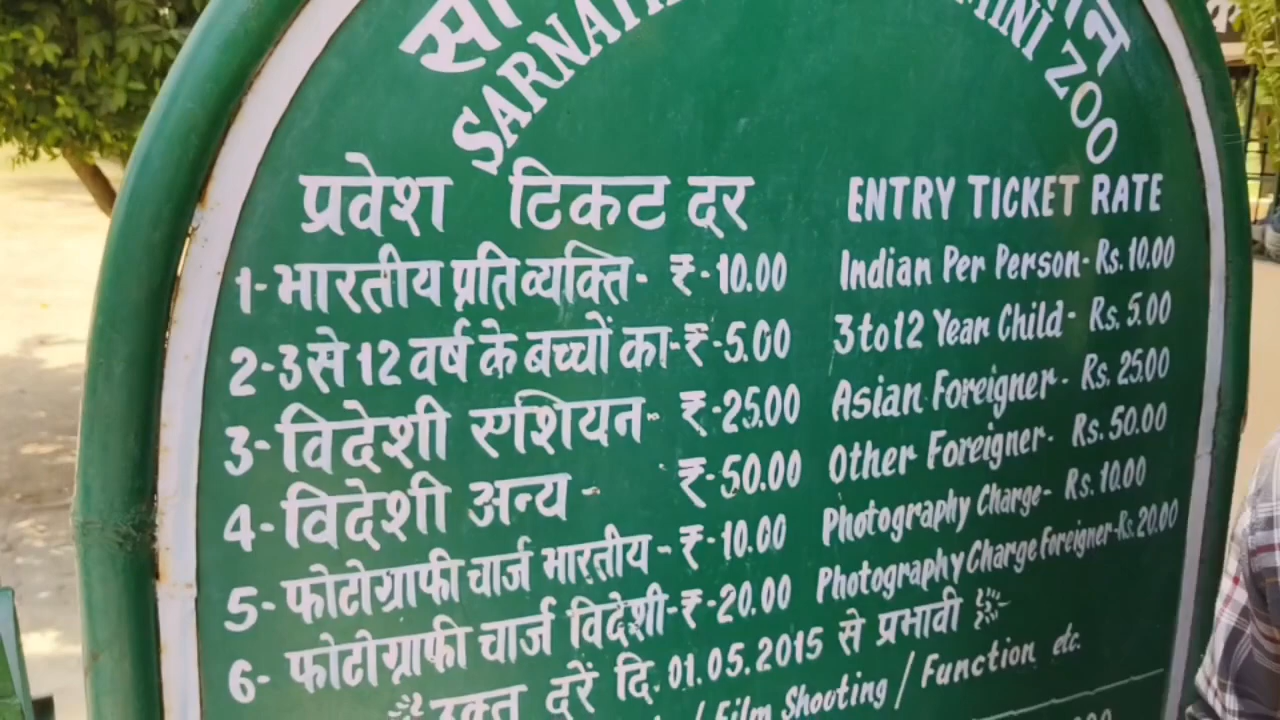 SARNATH MINI ZOO
प्रवेश टिकट दर ENTRY TICKET RATE
1- भारतीय प्रति व्यक्ति- ₹-10.00 Indian Per Person- Rs. 10.00
2-3 से 12 वर्ष के बच्चों का-₹-5.00 3 to 12 Year Child- Rs. 5.00
3- विदेशी एशियन- ₹-25.00 Asian Foreigner- Rs. 25.00
4- विदेशी अन्य - ₹-50.00 Other Foreigner- Rs. 50.00
5- फोटोग्राफी चार्ज भारतीय -₹-10.00 Photography Charge- Rs. 10.00
6- फोटोग्राफी चार्ज विदेशी-₹-20.00 Photography Charge Foreigner-Rs. 20.00
उक्त दरें दि. 01.05.2015 से प्रभावी
/ Film Shooting / Function etc.